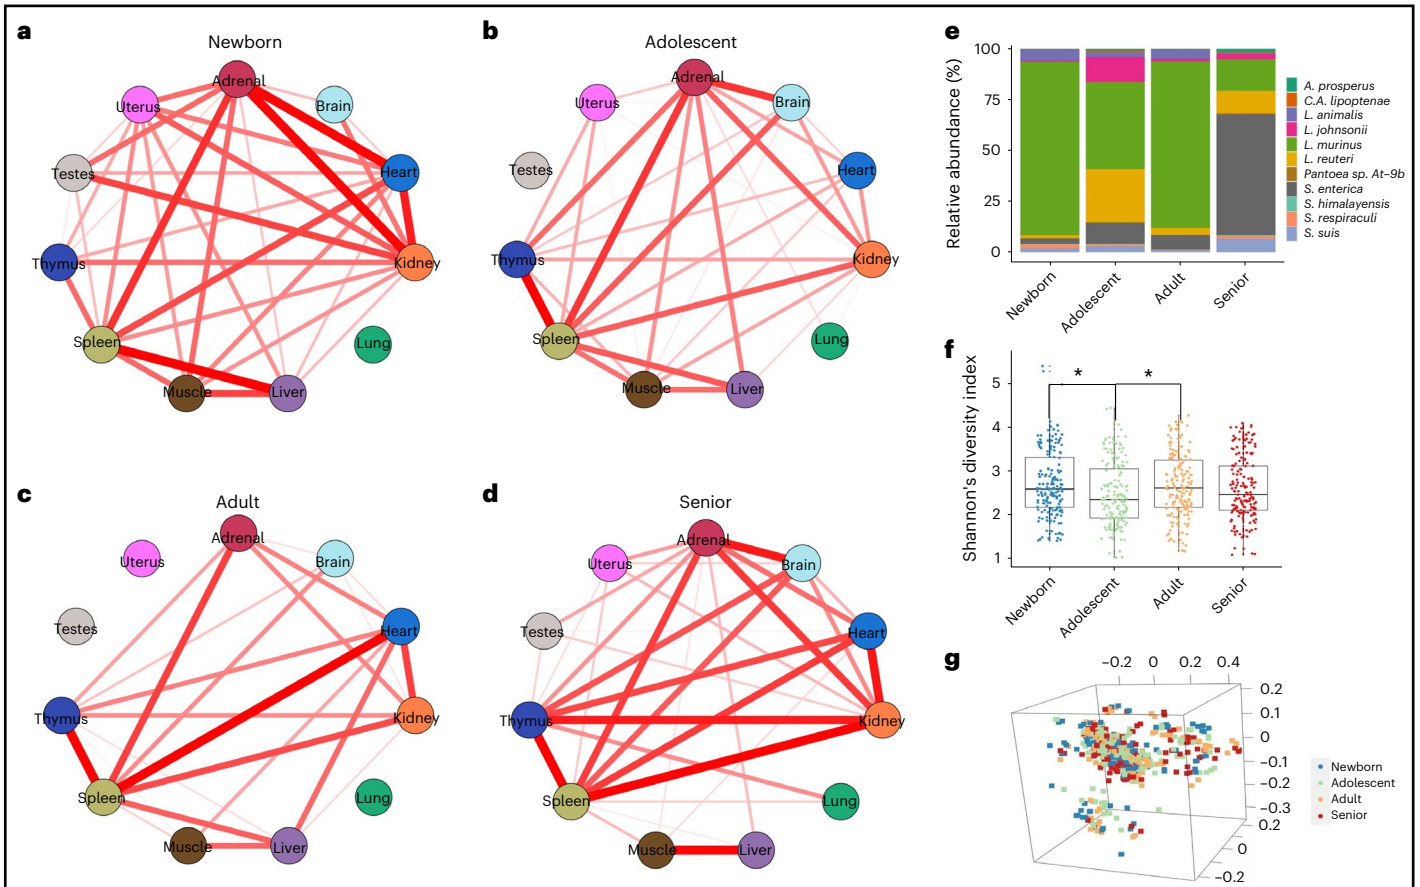 a
Newborn
Adrenal
Uterus
Brain
Testes
Heart
Thymus
Kidney
Spleen
Lung
Muscle
Liver
b
Adolescent
Adrenal
Uterus
Brain
Testes
Heart
Thymus
Kidney
Spleen
Lung
Muscle
Liver
c
Adult
Adrenal
Uterus
Brain
Testes
Heart
Thymus
Kidney
Spleen
Lung
Muscle
Liver
d
Senior
Adrenal
Uterus
Brain
Testes
Heart
Thymus
Kidney
Spleen
Lung
Muscle
Liver
e
Relative abundance (%)
100
75
50
25
0
Newborn
Adolescent
Adult
Senior
A. prosperus
C.A. lipoptenae
L. animalis
L. johnsonii
L. murinus
L. reuteri
Pantoea sp. At-9b
S. enterica
S. himalayensis
S. respiraculi
S. suis
f
Shannon's diversity index
5
4
3
2
1
* *
Newborn
Adolescent
Adult
Senior
g
−0.2 0 0.2 0.4
0.2
0.1
0
−0.1
−0.2
−0.3
0.2
0
−0.2
Newborn
Adolescent
Adult
Senior